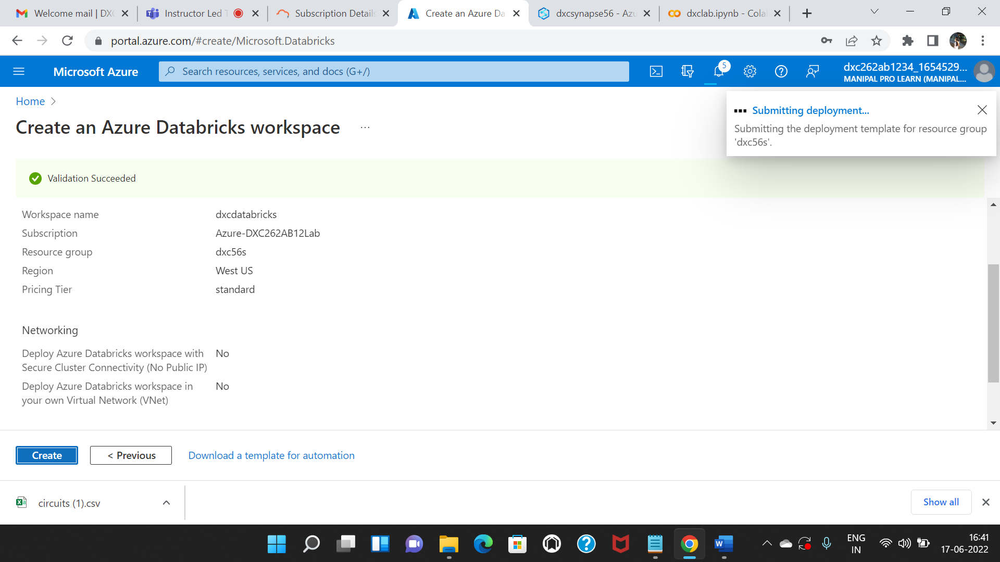 Welcome mail | DXC
Instructor Led T
Subscription Details
Create an Azure Da
dxcsynapse56 - Azu
dxclab.ipynb - Colab
portal.azure.com/#create/Microsoft.Databricks
Microsoft Azure
Search resources, services, and docs (G+/)
5
dxc262ab1234_1654529...
MANIPAL PRO LEARN (MANIPAL...
Home
Submitting deployment...
Submitting the deployment template for resource group
'dxc56s'.
Create an Azure Databricks workspace
...
Validation Succeeded
Workspace name dxcdatabricks
Subscription Azure-DXC262AB12Lab
Resource group dxc56s
Region West US
Pricing Tier standard
Networking
Deploy Azure Databricks workspace with No
Secure Cluster Connectivity (No Public IP)
Deploy Azure Databricks workspace in No
your own Virtual Network (VNet)
Create
< Previous
Download a template for automation
circuits (1).csv
Show all
ENG
IN
16:41
17-06-2022